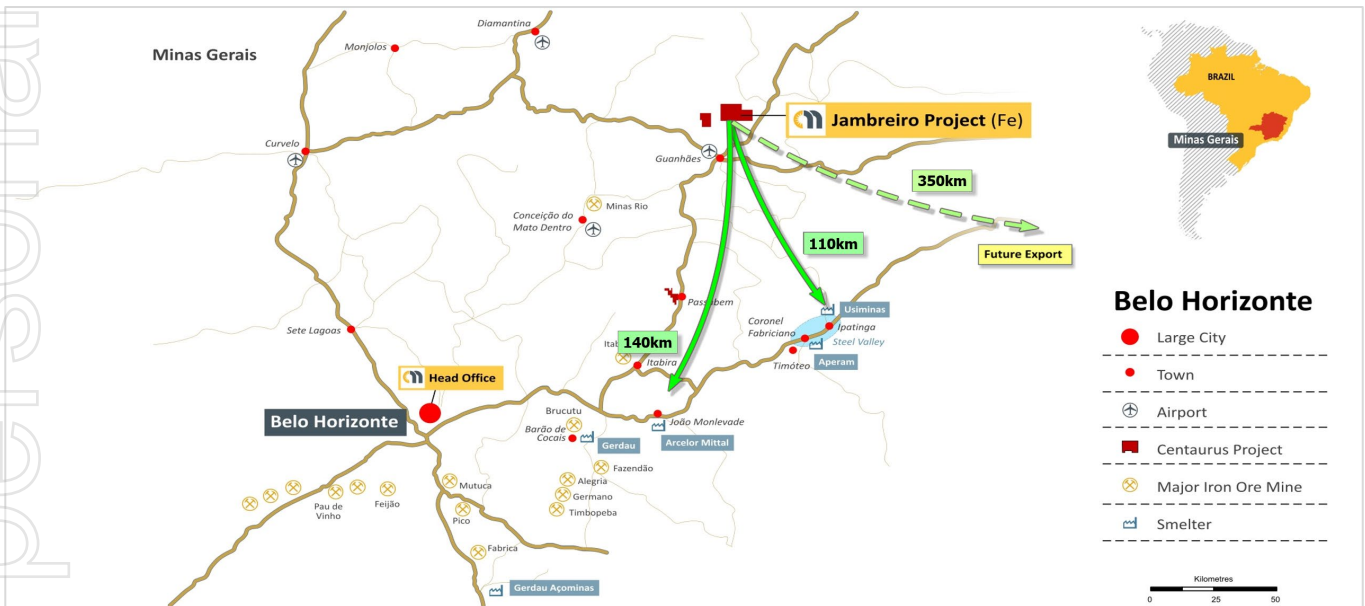 Diamantina
Monjolos
Minas Gerais
BRAZIL
Minas Gerais
Jambreiro Project (Fe)
Curvelo
Guanhães
350km
Minas Rio
Conceição do
Mato Dentro
110km
Future Export
Passabem
Usiminas
Coronel
Fabriciano
Ipatinga
Steel Valley
Sete Lagoas
140km
Itabira
Timóteo
Aperam
Head Office
Belo Horizonte
Brucutu
Barão de
Cocais
Gerdau
João Monlevade
Arcelor Mittal
Fazendão
Alegria
Mutuca
Germano
Pau de
Vinho
Feijão
Pico
Timbopeba
Fabrica
Gerdau Açominas
Belo Horizonte
Large City
Town
Airport
Centaurus Project
Major Iron Ore Mine
Smelter
Kilometres
0 25 50